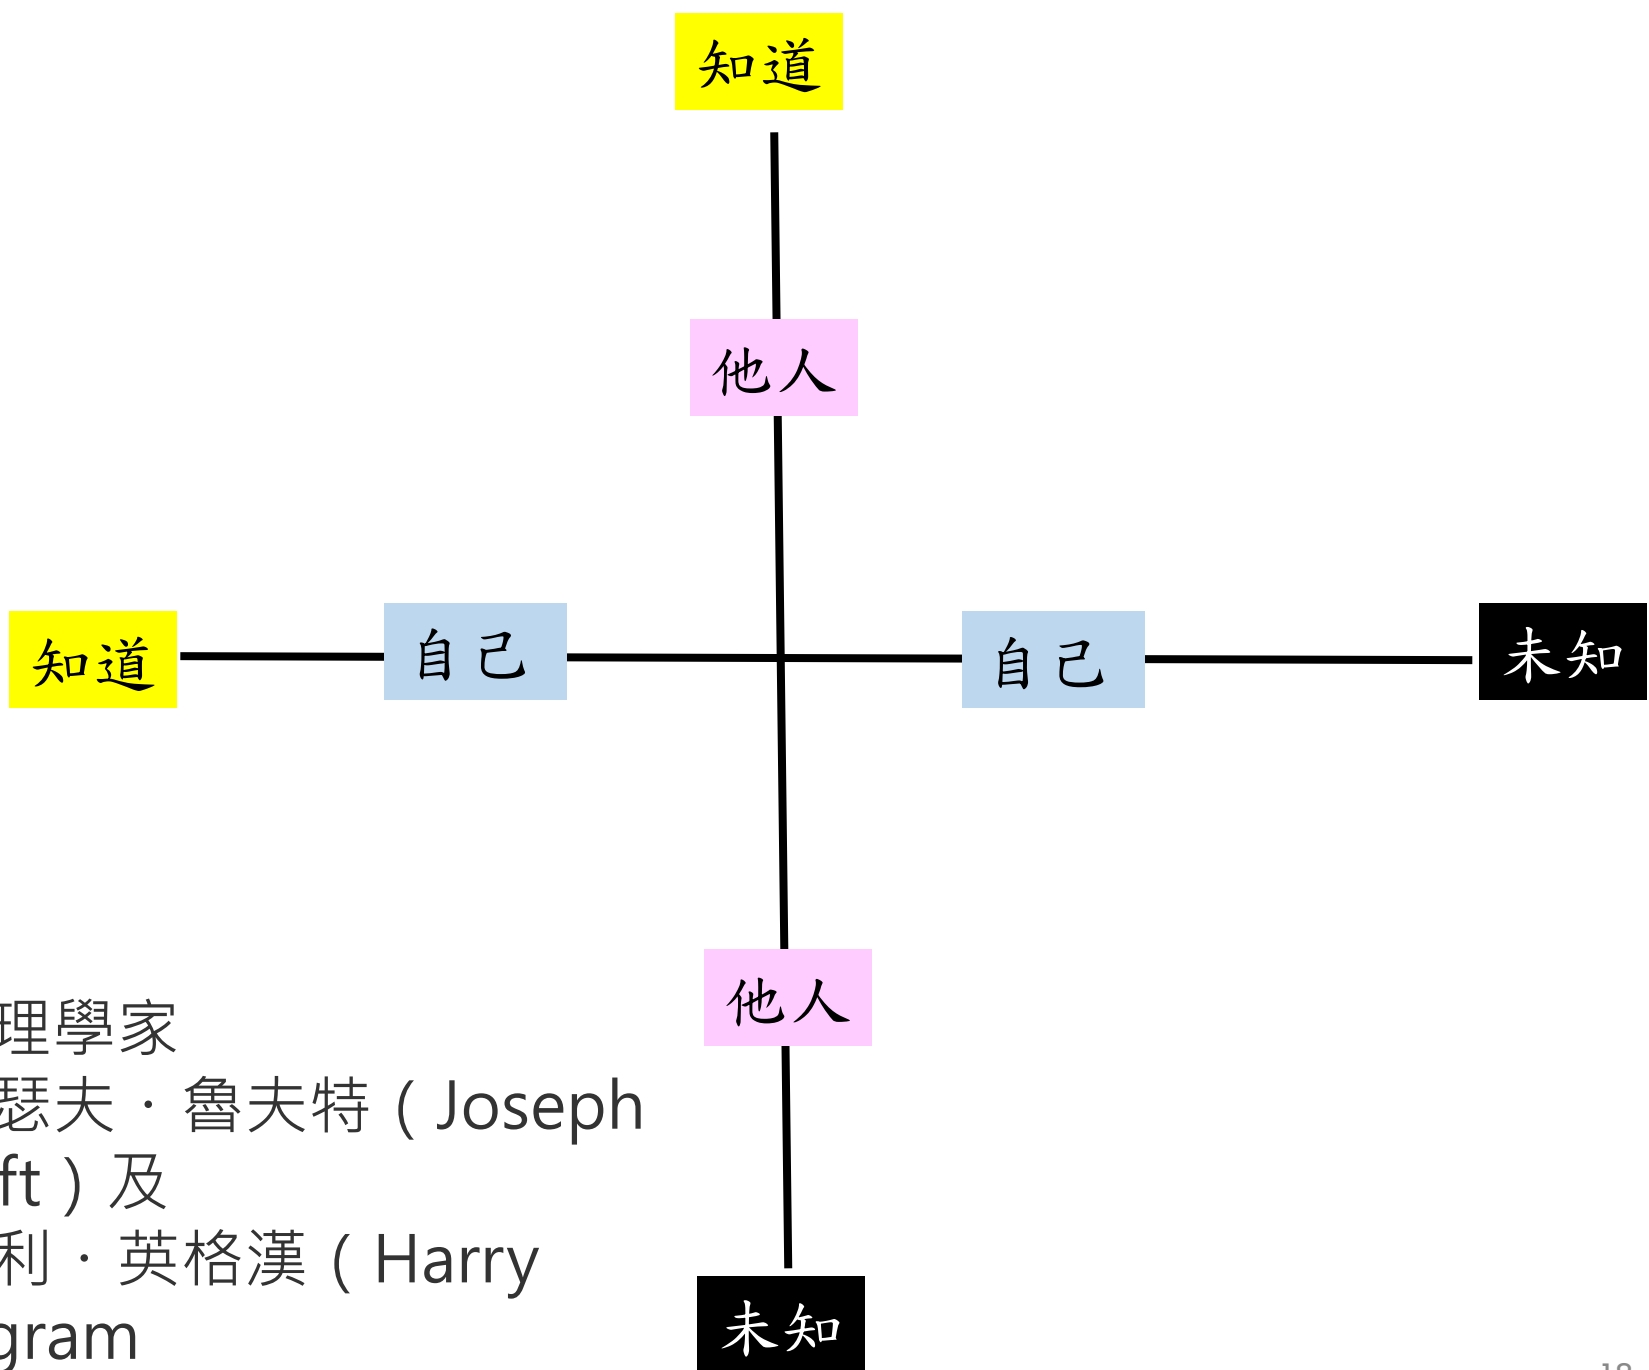 知道
他人
知道
自己
自己
未知
他人
理學家
瑟夫．魯夫特（Joseph
ft）及
利．英格漢（Harry
gram
未知